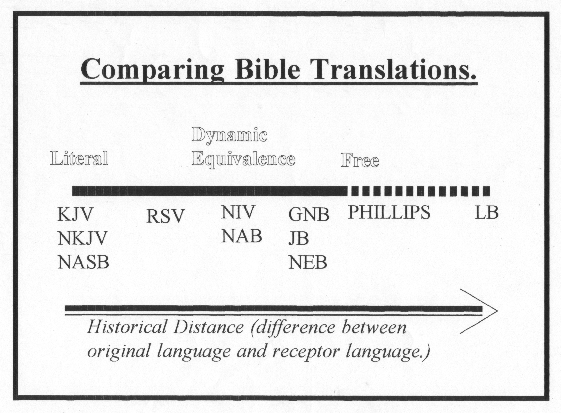 Comparing Bible Translations.
Dynamic
Literal Equivalence Free
KJV RSV NIV GNB PHILLIPS LB
NKJV NAB JB
NASB NEB
Historical Distance (difference between
original language and receptor language.)